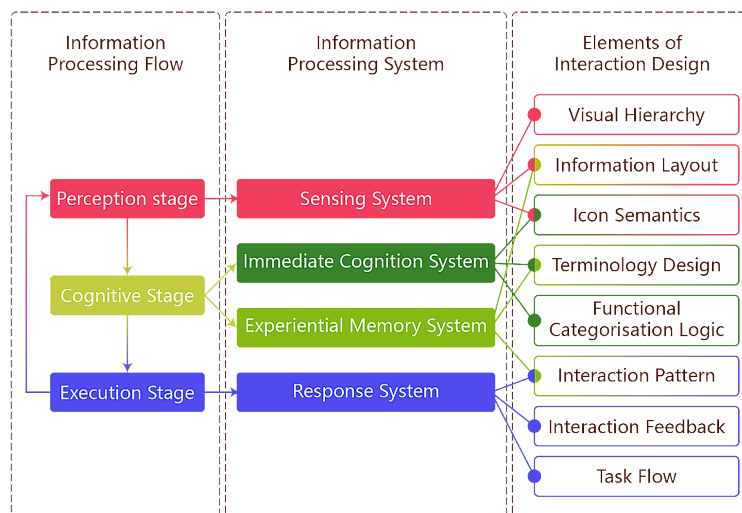 Information
Processing Flow
Information
Processing System
Elements of
Interaction Design
Perception stage
Cognitive Stage
Execution Stage
Sensing System
Immediate Cognition System
Experiential Memory System
Response System
Visual Hierarchy
Information Layout
Icon Semantics
Terminology Design
Functional
Categorisation Logic
Interaction Pattern
Interaction Feedback
Task Flow